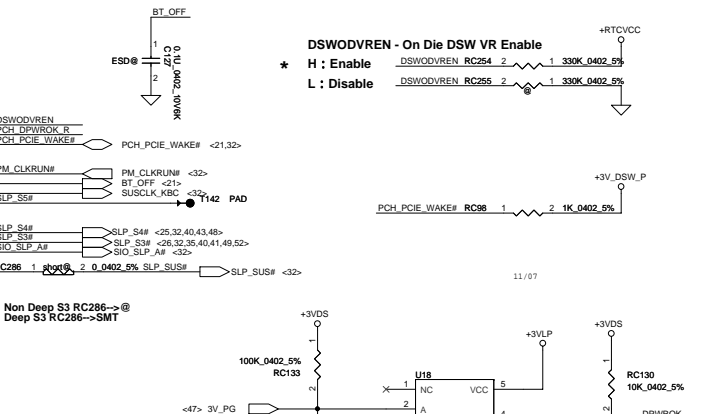 BT_OFF
ESD@
1
2
C127
0.1U_0402_10V6K
DSWODVREN - On Die DSW VR Enable
* H : Enable
L : Disable
+RTCVCC
DSWODVREN RC254 2 1 330K_0402_5%
DSWODVREN RC255 2 @ 1 330K_0402_5%
DSWODVREN
PCH_DPWROK_R
PCH_PCIE_WAKE# PCH_PCIE_WAKE# <21,32>
PM_CLKRUN# PM_CLKRUN# <32>
BT_OFF <21>
SUSCLK_KBC <32>
SLP_S5# T142 PAD
SLP_S4# SLP_S4# <25,32,40,43,48>
SLP_S3# SLP_S3# <26,32,35,40,41,49,52>
SIO_SLP_A# SIO_SLP_A# <32>
C286 1 short@ 2 0_0402_5% SLP_SUS# SLP_SUS# <32>
+3V_DSW_P
PCH_PCIE_WAKE# RC98 1 2 1K_0402_5%
11/07
Non Deep S3 RC286-->@
Deep S3 RC286-->SMT
+3VDS
1
100K_0402_5%
RC133
2
<47> 3V_PG
U18
1 NC VCC 5
2 A
4
+3VLP
+3VDS
1
RC130
10K_0402_5%
2
DPWROK